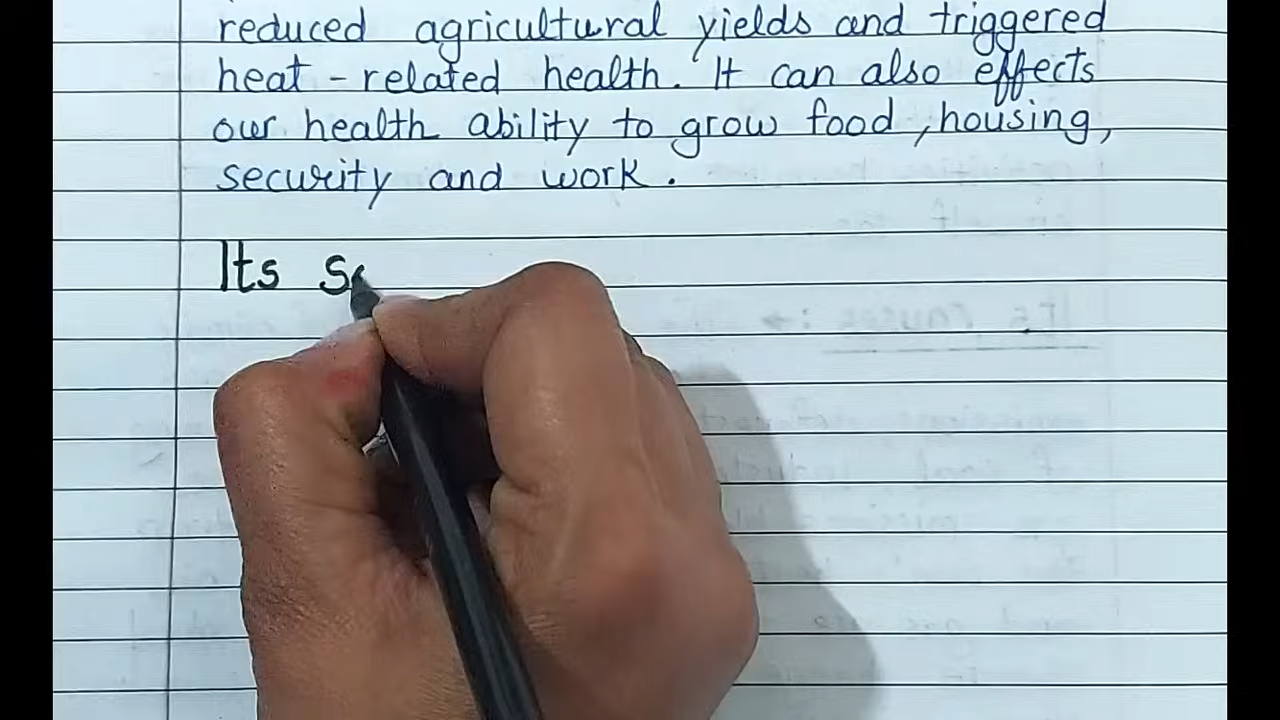 reduced agricultural yields and triggered
heat-related health. It can also effects
our health ability to grow food, housing,
security and work.
Its